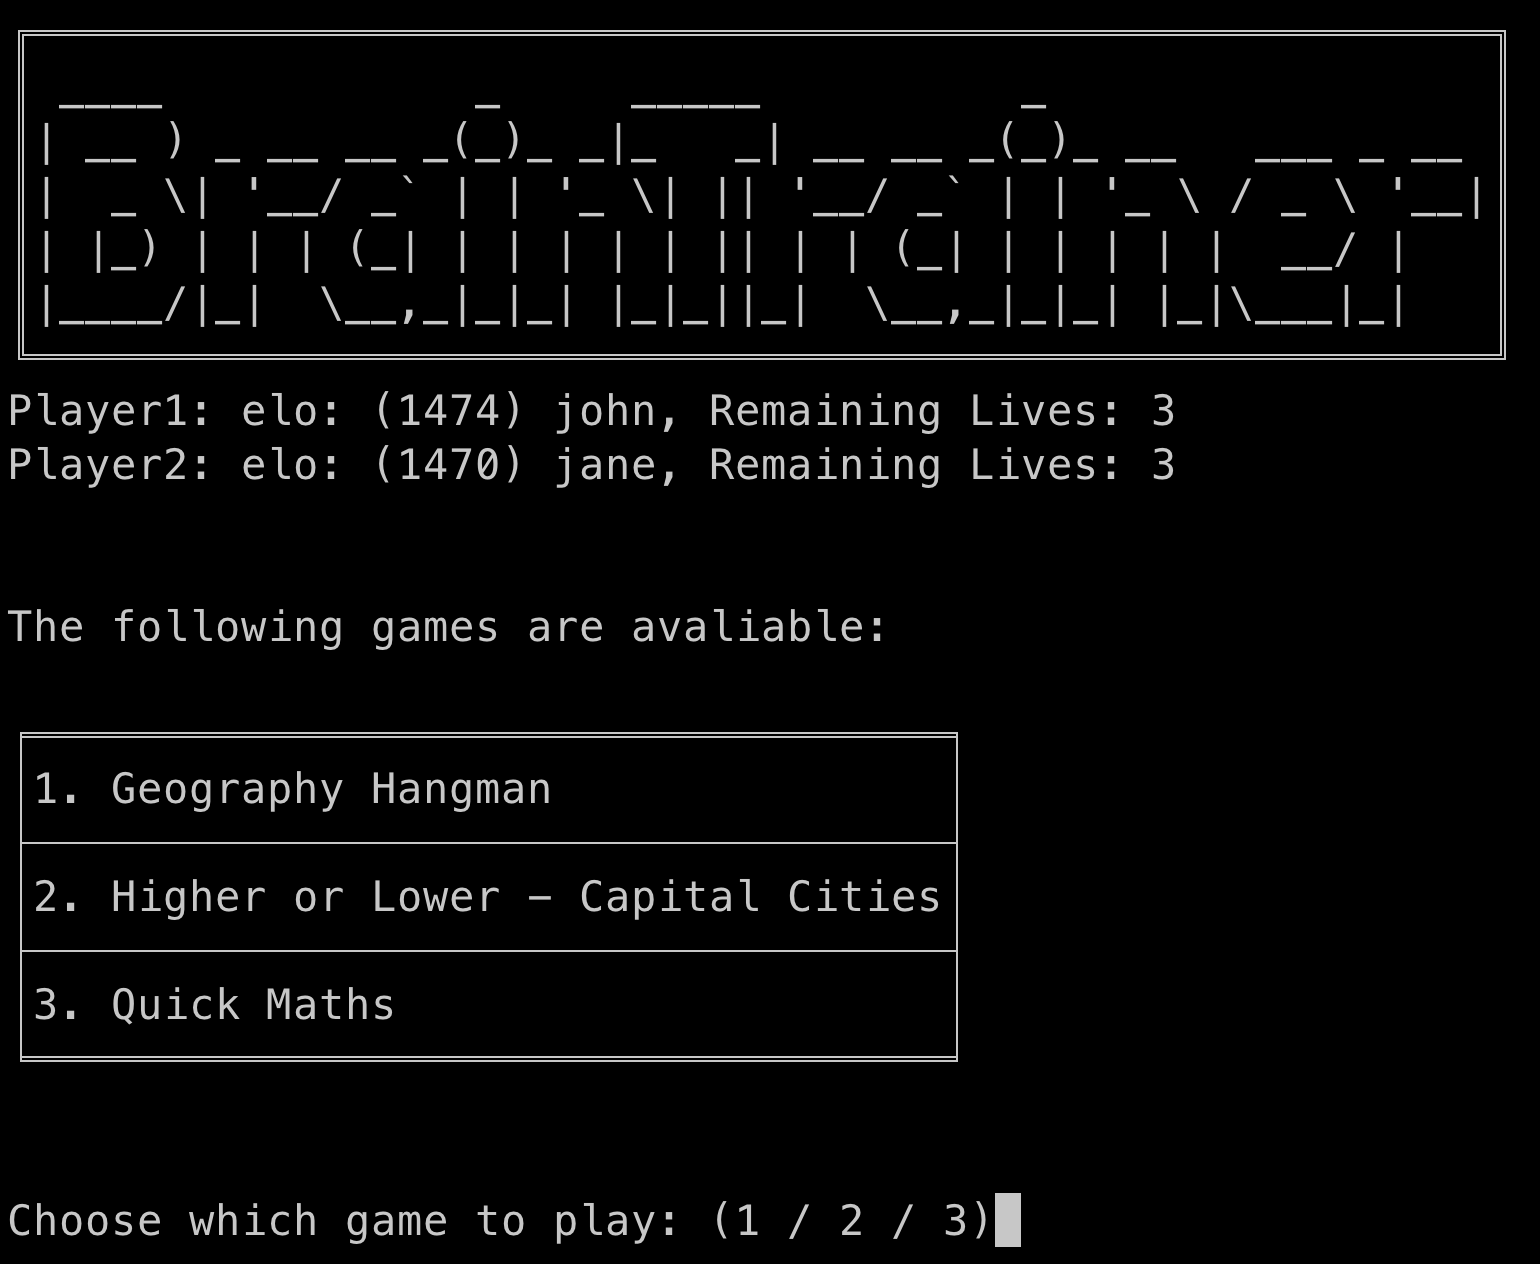 BrainTrainer
Player1: elo: (1474) john, Remaining Lives: 3
Player2: elo: (1470) jane, Remaining Lives: 3
The following games are avaliable:
1. Geography Hangman
2. Higher or Lower - Capital Cities
3. Quick Maths
Choose which game to play: (1 / 2 / 3)